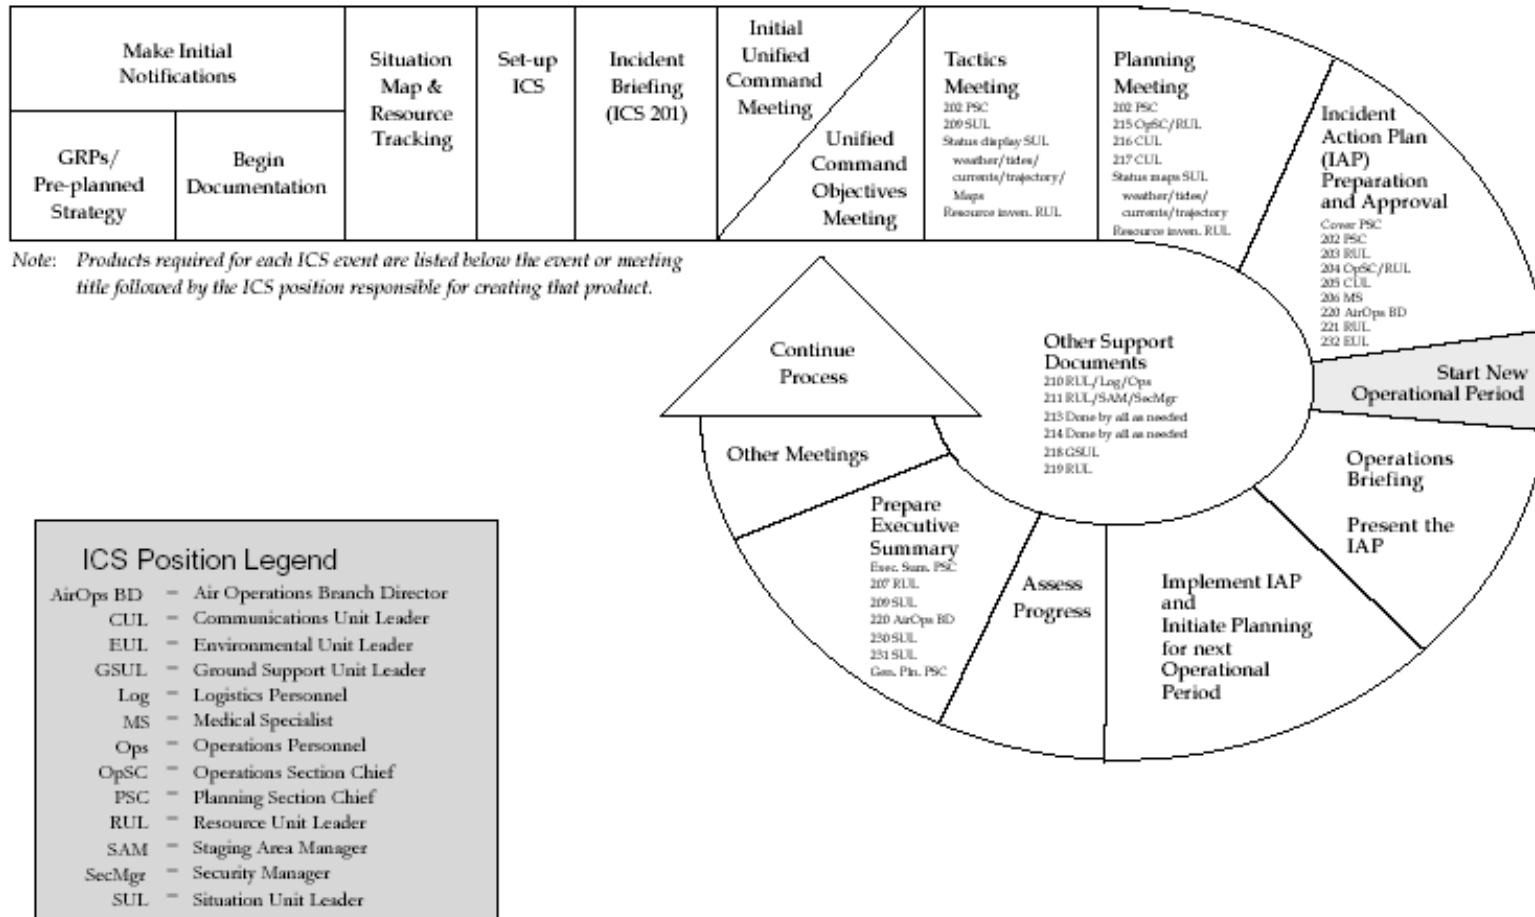 Make Initial
Notifications
GRPs/
Pre-planned
Strategy
Begin
Documentation
Situation
Map &
Resource
Tracking
Set-up
ICS
Incident
Briefing
(ICS 201)
Initial
Unified
Command
Meeting
Unified
Command
Objectives
Meeting
Tactics
Meeting
202 PSC
209 SUL
Status display SUL
weather/tides/
currents/trajectory/
Maps
Resource inven. RUL
Planning
Meeting
202 PSC
215 OpSC/RUL
216 CUL
217 CUL
Status maps SUL
weather/tides/
currents/trajectory
Resource inven. RUL
Incident
Action Plan
(IAP)
Preparation
and Approval
Cover PSC
202 PSC
203 RUL
204 OpSC/RUL
205 CUL
206 MS
220 AirOps BD
221 RUL
232 EUL
Start New
Operational Period
Operations
Briefing
Present the
IAP
Implement IAP
and
Initiate Planning
for next
Operational
Period
Assess
Progress
Prepare
Executive
Summary
Exec. Sum. PSC
207 RUL
209 SUL
220 AirOps BD
230 SUL
231 SUL
Gen. Pln. PSC
Other Meetings
Continue
Process
Other Support
Documents
210 RUL/Log/Ops
211 RUL/SAM/SecMgr
213 Done by all as needed
214 Done by all as needed
218 GSUL
219 RUL
Note: Products required for each ICS event are listed below the event or meeting
title followed by the ICS position responsible for creating that product.
ICS Position Legend
AirOps BD – Air Operations Branch Director
CUL – Communications Unit Leader
EUL – Environmental Unit Leader
GSUL – Ground Support Unit Leader
Log – Logistics Personnel
MS – Medical Specialist
Ops – Operations Personnel
OpSC – Operations Section Chief
PSC – Planning Section Chief
RUL – Resource Unit Leader
SAM – Staging Area Manager
SecMgr – Security Manager
SUL – Situation Unit Leader